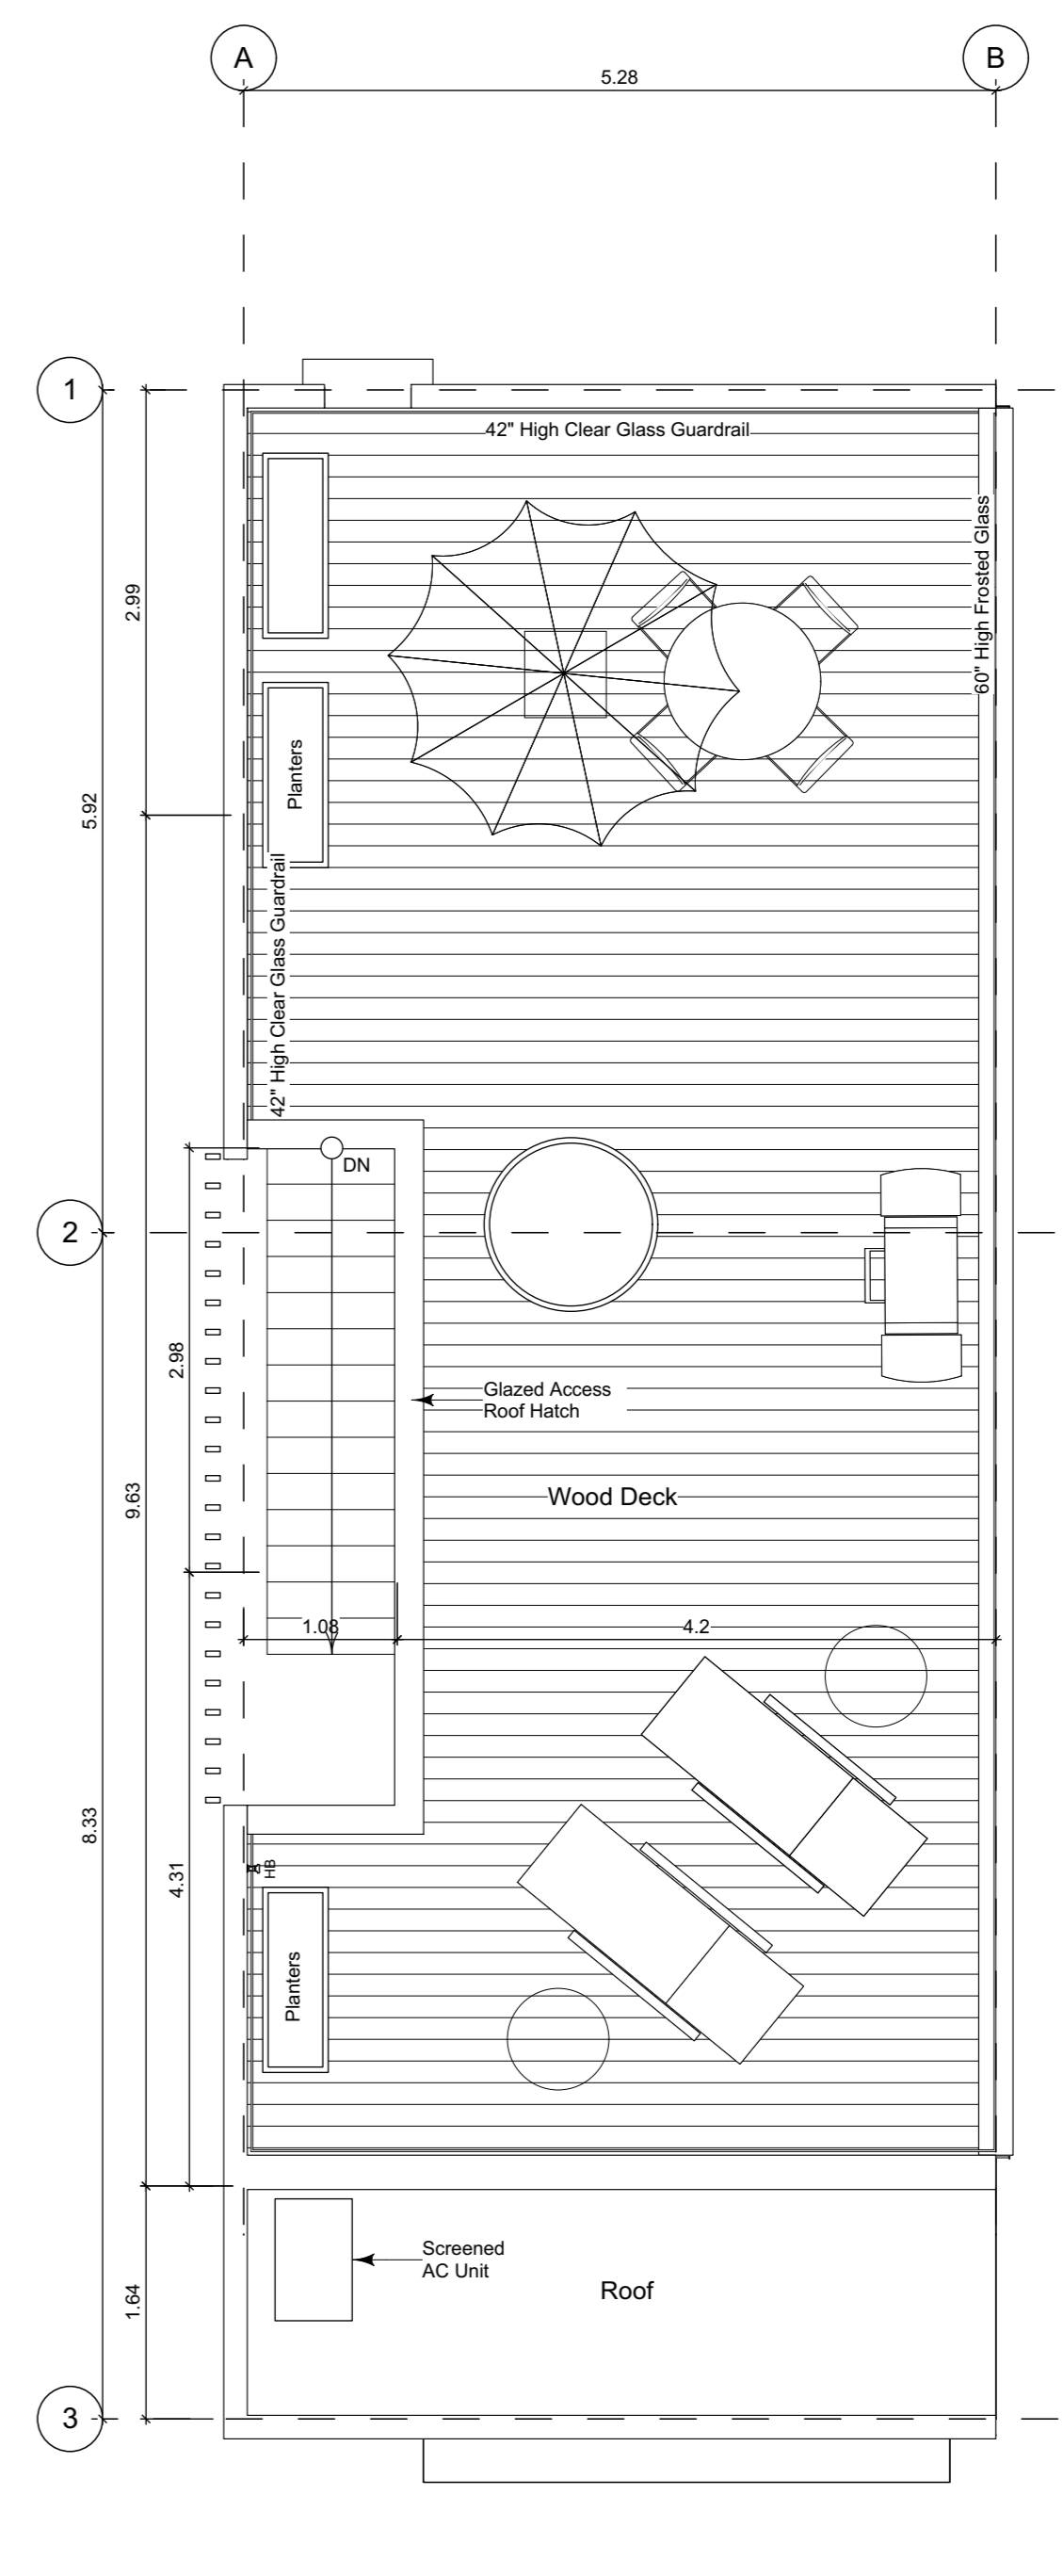 A
B
5.28
1
42" High Clear Glass Guardrail
60" High Frosted Glass
2.99
Planters
5.92
42" High Clear Glass Guardrail
DN
2
2.98
Glazed Access
Roof Hatch
9.63
Wood Deck
1.08
4.2
8.33
4.31
HB
Planters
Screened
AC Unit
Roof
1.64
3